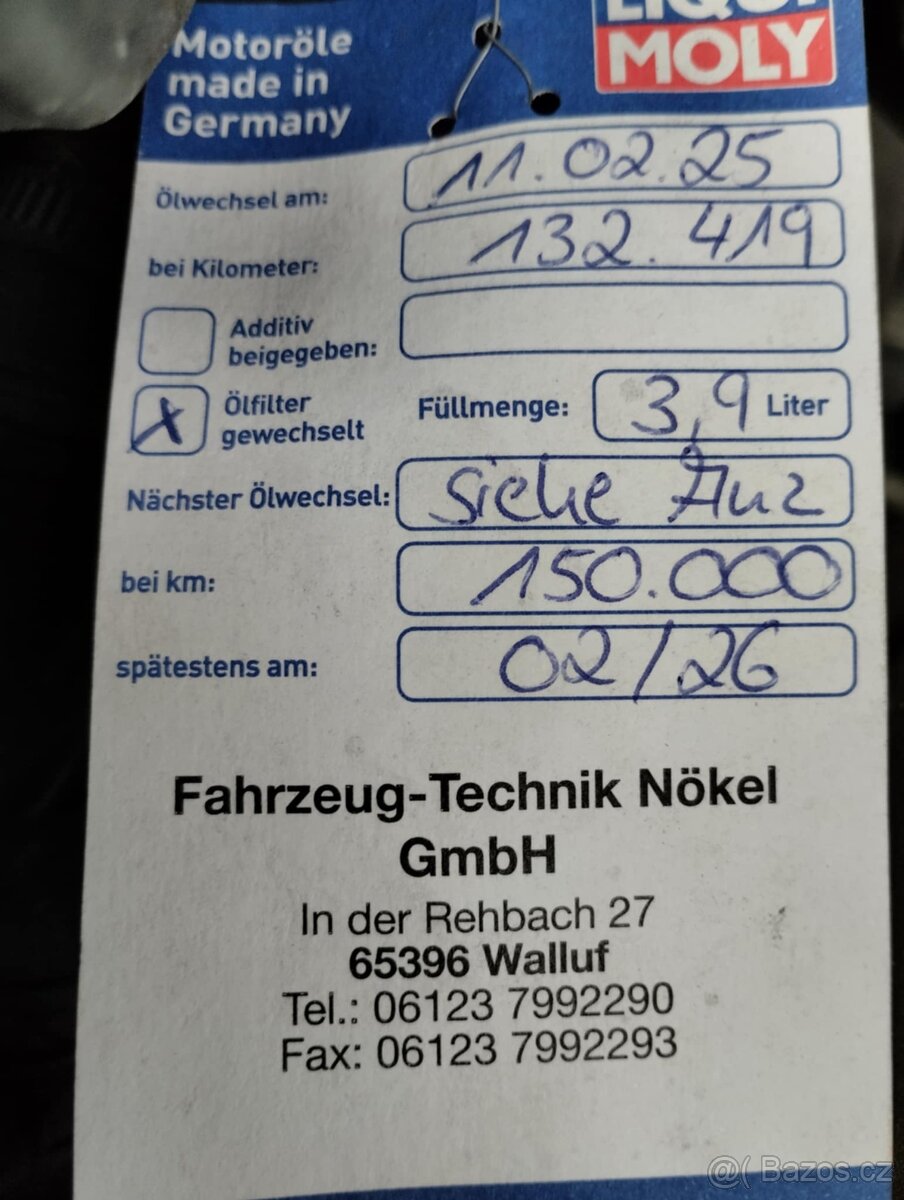 Motoröle
made in
Germany
LIQUI
MOLY
Ölwechsel am: 11.02.25
bei Kilometer: 132.419
Additiv
beigegeben:
X Ölfilter
gewechselt
Füllmenge: 3,9 Liter
Nächster Ölwechsel: siehe Anz
bei km: 150.000
spätestens am: 02/26
Fahrzeug-Technik Nökel
GmbH
In der Rehbach 27
65396 Walluf
Tel.: 06123 7992290
Fax: 06123 7992293
@( Bazos.cz